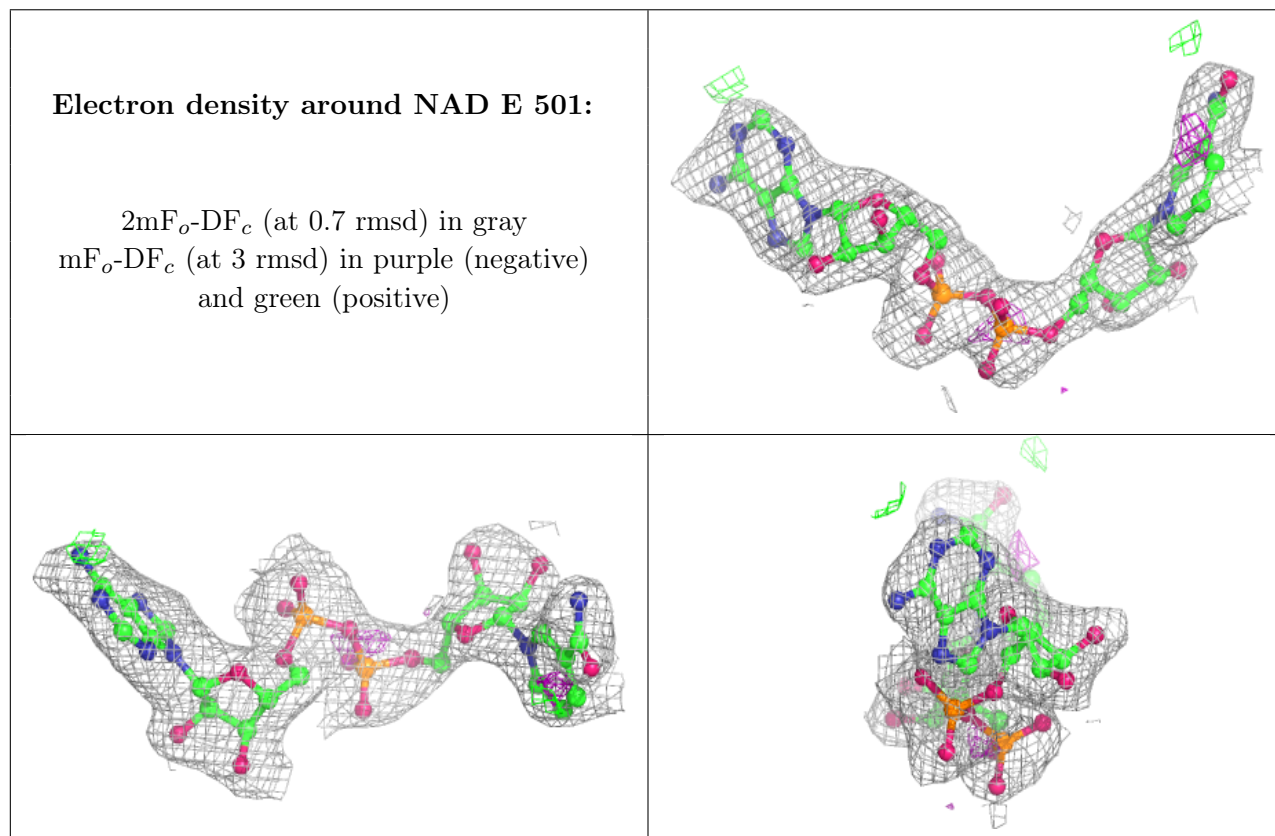 Electron density around NAD E 501:
2mFo-DFc (at 0.7 rmsd) in gray
mFo-DFc (at 3 rmsd) in purple (negative)
and green (positive)